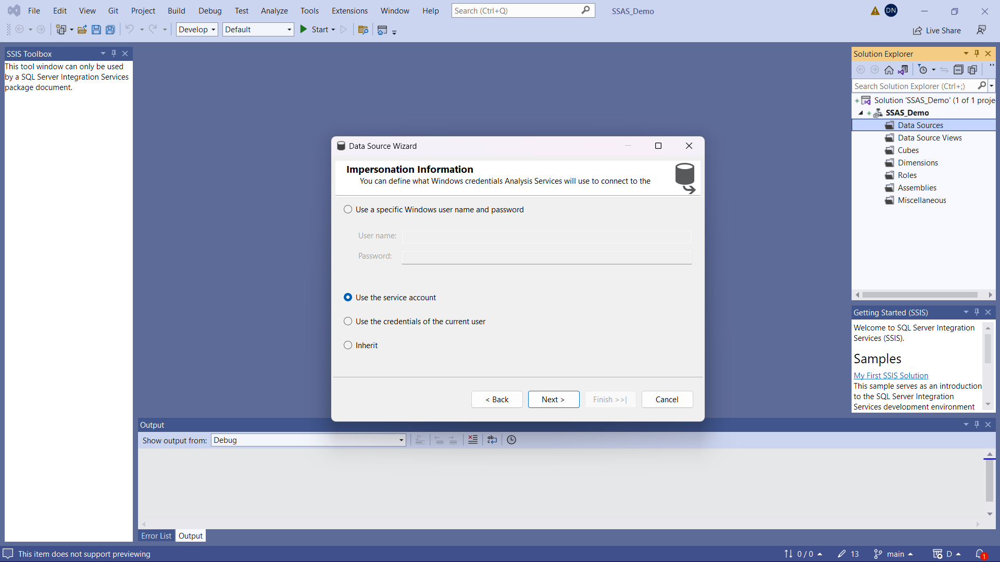 File Edit View Git Project Build Debug Test Analyze Tools Extensions Window Help Search (Ctrl+Q) SSAS_Demo DN
Develop Default Start Live Share
SSIS Toolbox
This tool window can only be used
by a SQL Server Integration Services
package document.
Data Source Wizard
Impersonation Information
You can define what Windows credentials Analysis Services will use to connect to the
Use a specific Windows user name and password
User name:
Password:
Use the service account
Use the credentials of the current user
Inherit
< Back Next > Finish >>| Cancel
Solution Explorer
Search Solution Explorer (Ctrl+;)
Solution 'SSAS_Demo' (1 of 1 proje
SSAS_Demo
Data Sources
Data Source Views
Cubes
Dimensions
Roles
Assemblies
Miscellaneous
Getting Started (SSIS)
Welcome to SQL Server Integration
Services (SSIS).
Samples
My First SSIS Solution
This sample serves as an introduction
to the SQL Server Integration
Services development environment
Output
Show output from: Debug
Error List Output
This item does not support previewing 0 / 0 13 main D 1